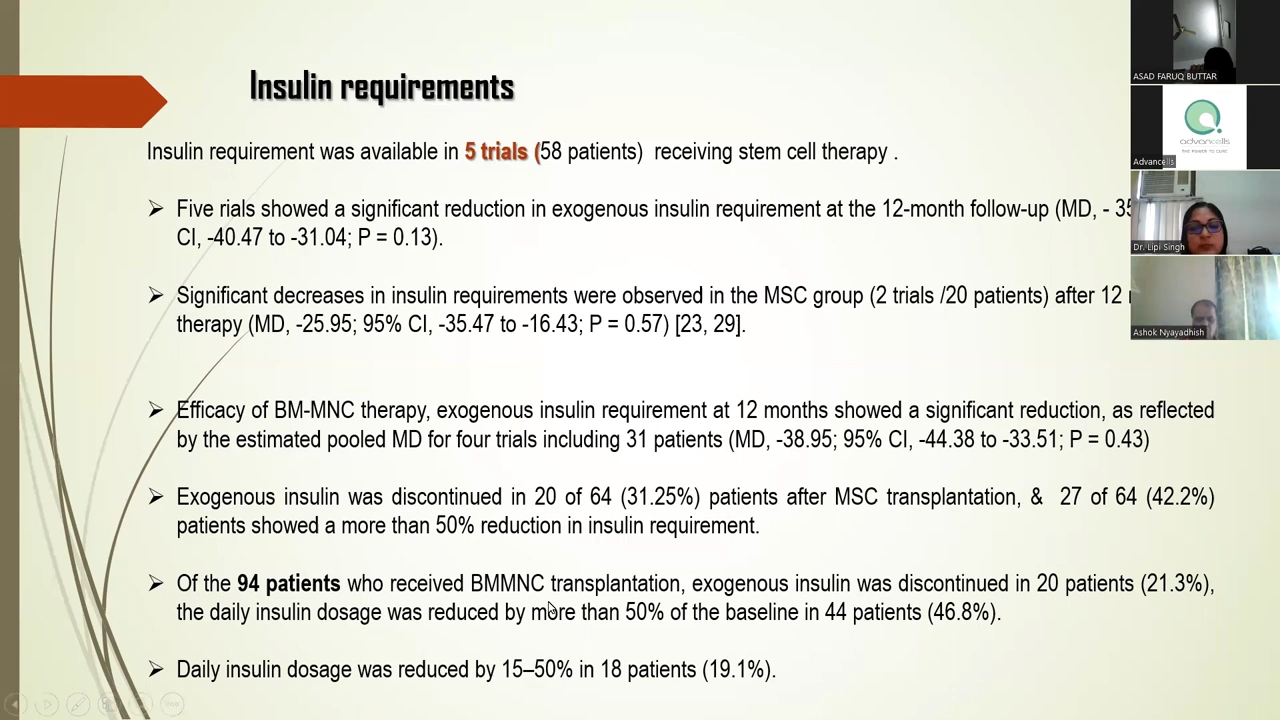 Insulin requirements
Insulin requirement was available in 5 trials (58 patients) receiving stem cell therapy .
➢ Five rials showed a significant reduction in exogenous insulin requirement at the 12-month follow-up (MD, - 35
CI, -40.47 to -31.04; P = 0.13).
➢ Significant decreases in insulin requirements were observed in the MSC group (2 trials /20 patients) after 12
therapy (MD, -25.95; 95% CI, -35.47 to -16.43; P = 0.57) [23, 29].
➢ Efficacy of BM-MNC therapy, exogenous insulin requirement at 12 months showed a significant reduction, as reflected
by the estimated pooled MD for four trials including 31 patients (MD, -38.95; 95% CI, -44.38 to -33.51; P = 0.43)
➢ Exogenous insulin was discontinued in 20 of 64 (31.25%) patients after MSC transplantation, & 27 of 64 (42.2%)
patients showed a more than 50% reduction in insulin requirement.
➢ Of the 94 patients who received BMMNC transplantation, exogenous insulin was discontinued in 20 patients (21.3%),
the daily insulin dosage was reduced by more than 50% of the baseline in 44 patients (46.8%).
➢ Daily insulin dosage was reduced by 15–50% in 18 patients (19.1%).
ASAD FARUQ BUTTAR
advancells
THE POWER TO CURE
Advancells
Dr. Lipi Singh
Ashok Nyayadhish